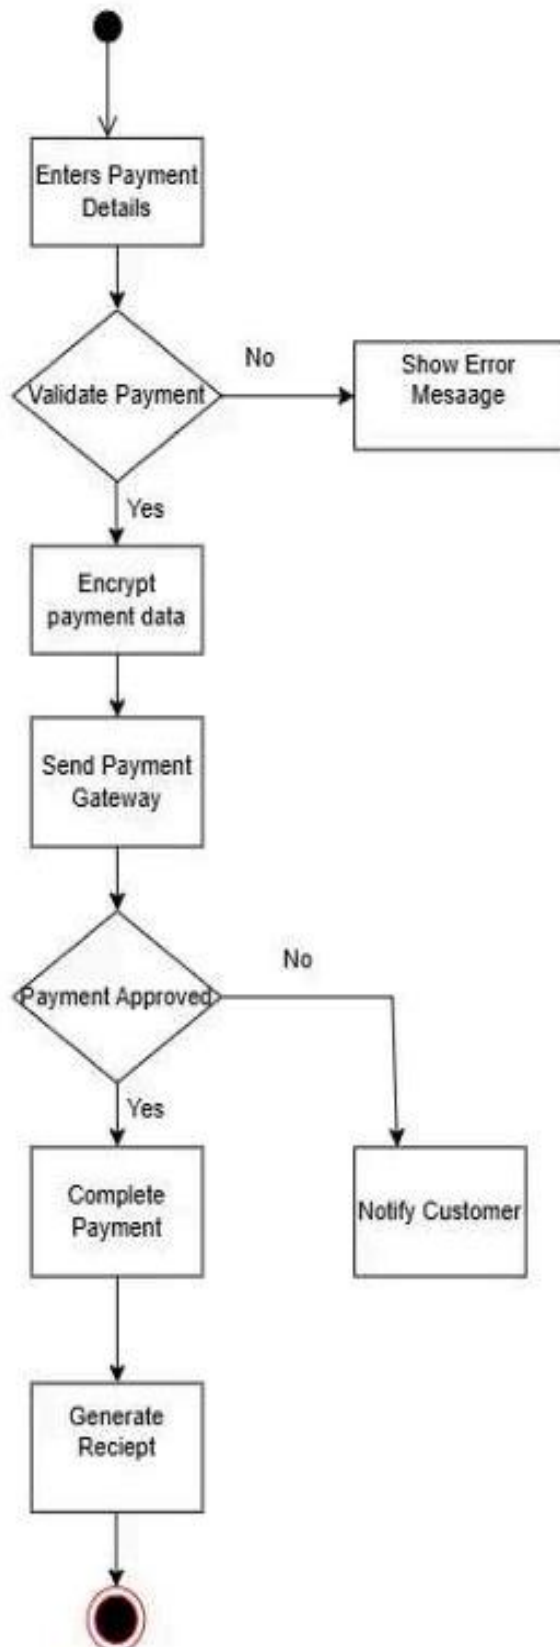 Enters Payment
Details
Validate Payment
No
Show Error
Mesaage
Yes
Encrypt
payment data
Send Payment
Gateway
Payment Approved
No
Yes
Complete
Payment
Notify Customer
Generate
Reciept